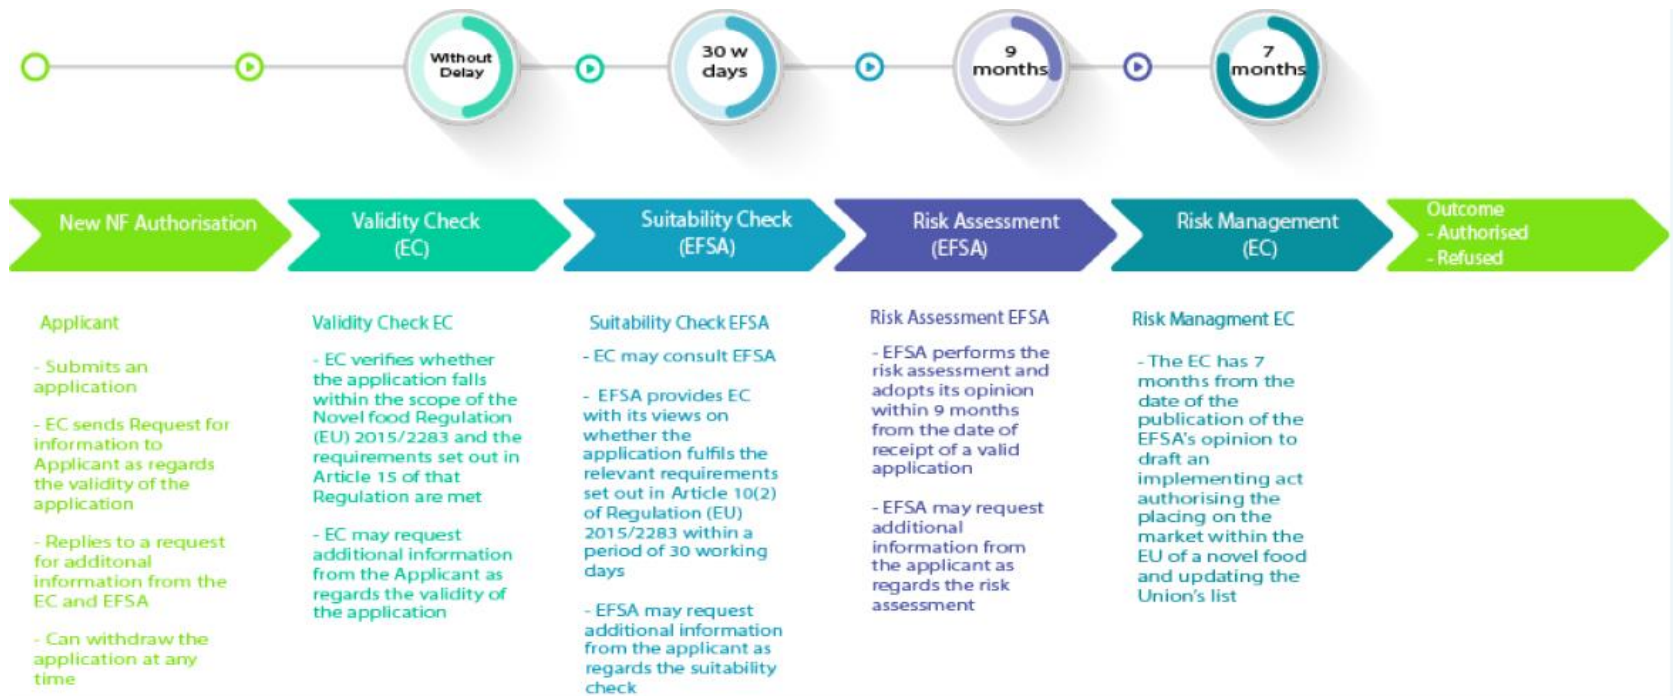 Without
Delay
30 w
days
9
months
7
months
New NF Authorisation
Validity Check
(EC)
Suitability Check
(EFSA)
Risk Assessment
(EFSA)
Risk Management
(EC)
Outcome
- Authorised
- Refused
Applicant
- Submits an
application
- EC sends Request for
information to
Applicant as regards
the validity of the
application
- Replies to a request
for additonal
information from the
EC and EFSA
- Can withdraw the
application at any
time
Validity Check EC
- EC verifies whether
the application falls
within the scope of the
Novel food Regulation
(EU) 2015/2283 and the
requirements set out in
Article 15 of that
Regulation are met
- EC may request
additional information
from the Applicant as
regards the validity of
the application
Suitability Check EFSA
- EC may consult EFSA
- EFSA provides EC
with its views on
whether the
application fulfils the
relevant requirements
set out in Article 10(2)
of Regulation (EU)
2015/2283 within a
period of 30 working
days
- EFSA may request
additional information
from the applicant as
regards the suitability
check
Risk Assessment EFSA
- EFSA performs the
risk assessment and
adopts its opinion
within 9 months
from the date of
receipt of a valid
application
- EFSA may request
additional
information from
the applicant as
regards the risk
assessment
Risk Managment EC
- The EC has 7
months from the
date of the
publication of the
EFSA's opinion to
draft an
implementing act
authorising the
placing on the
market within the
EU of a novel food
and updating the
Union's list